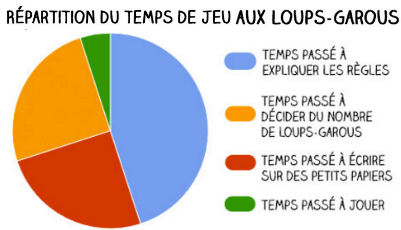 RÉPARTITION DU TEMPS DE JEU AUX LOUPS-GAROUS
TEMPS PASSÉ À
EXPLIQUER LES RÈGLES
TEMPS PASSÉ À
DÉCIDER DU NOMBRE
DE LOUPS-GAROUS
TEMPS PASSÉ À ÉCRIRE
SUR DES PETITS PAPIERS
TEMPS PASSÉ À JOUER